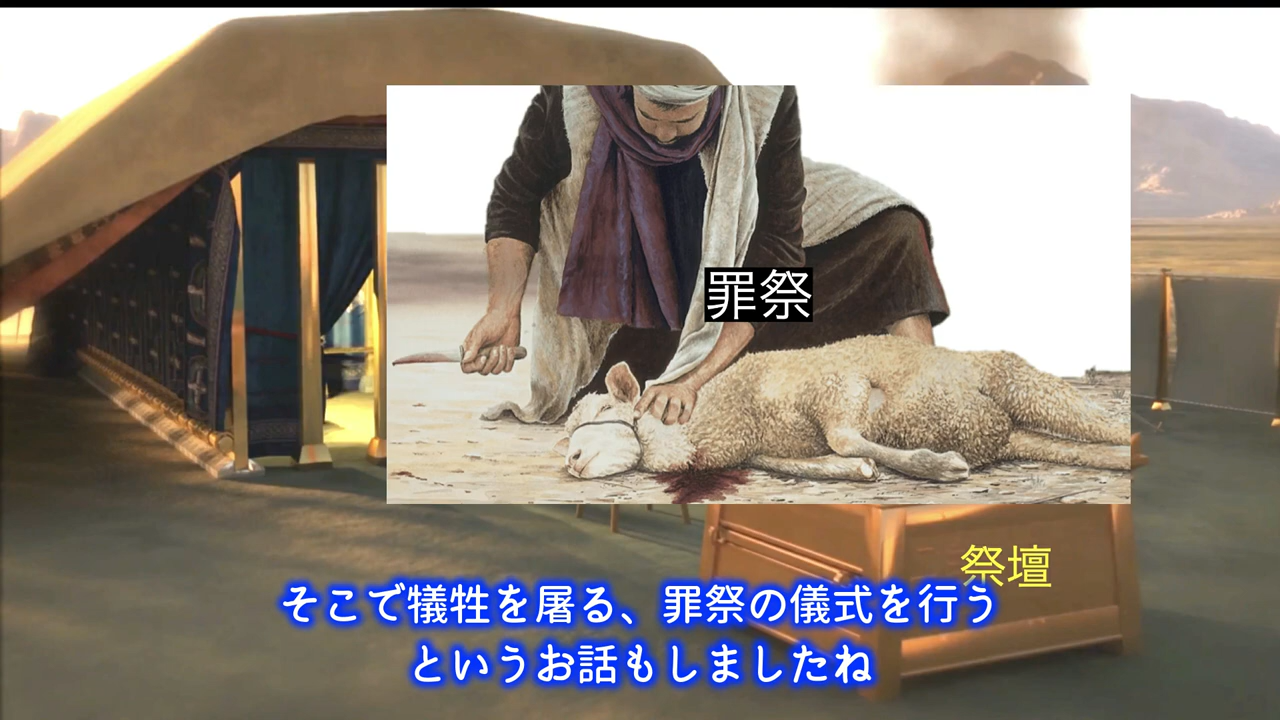 罪祭
祭壇
そこで犠牲を屠る、罪祭の儀式を行う
というお話もしましたね